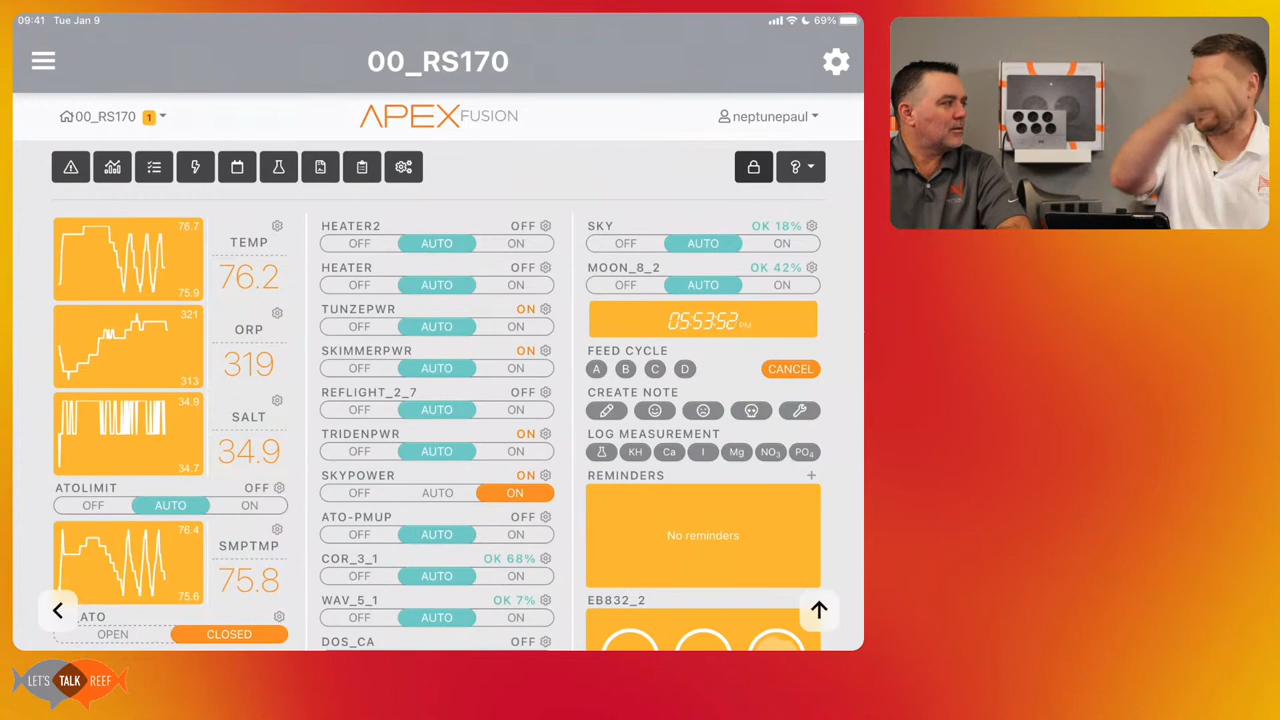 09:41 Tue Jan 9
69%
00_RS170
00_RS170 1
APEX FUSION
neptunepaul
76.7
75.9
TEMP
76.2
321
313
ORP
319
34.9
34.7
SALT
34.9
ATOLIMIT OFF
OFF AUTO ON
76.4
75.6
SMPTMP
75.8
ATO
OPEN CLOSED
HEATER2 OFF
OFF AUTO ON
HEATER OFF
OFF AUTO ON
TUNZEPWR ON
OFF AUTO ON
SKIMMERPWR ON
OFF AUTO ON
REFLIGHT_2_7 OFF
OFF AUTO ON
TRIDENPWR ON
OFF AUTO ON
SKYPOWER ON
OFF AUTO ON
ATO-PMUP OFF
OFF AUTO ON
COR_3_1 OK 68%
OFF AUTO ON
WAV_5_1 OK 7%
OFF AUTO ON
DOS_CA OFF
SKY OK 18%
OFF AUTO ON
MOON_8_2 OK 42%
OFF AUTO ON
05:53:52 PM
FEED CYCLE
A B C D CANCEL
CREATE NOTE
LOG MEASUREMENT
KH Ca I Mg NO3 PO4
REMINDERS +
No reminders
EB832_2
LET'S TALK REEF